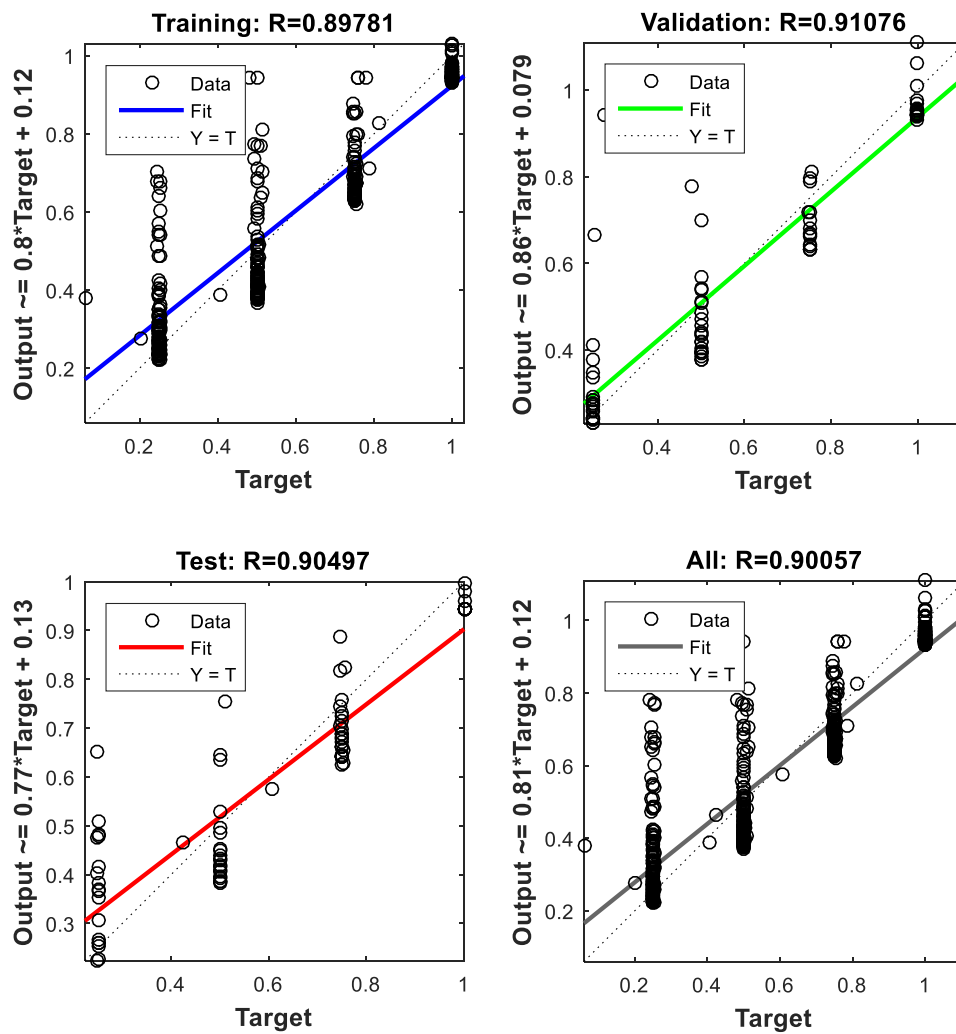 Training: R=0.89781
Output ~= 0.8*Target + 0.12
1
0.8
0.6
0.4
0.2
Data
Fit
Y = T
0.2
0.4
0.6
0.8
1
Target
Validation: R=0.91076
Output ~= 0.86*Target + 0.079
1
0.8
0.6
0.4
Data
Fit
Y = T
0.4
0.6
0.8
1
Target
Test: R=0.90497
Output ~= 0.77*Target + 0.13
1
0.9
0.8
0.7
0.6
0.5
0.4
0.3
Data
Fit
Y = T
0.4
0.6
0.8
1
Target
All: R=0.90057
Output ~= 0.81*Target + 0.12
1
0.8
0.6
0.4
0.2
Data
Fit
Y = T
0.2
0.4
0.6
0.8
1
Target